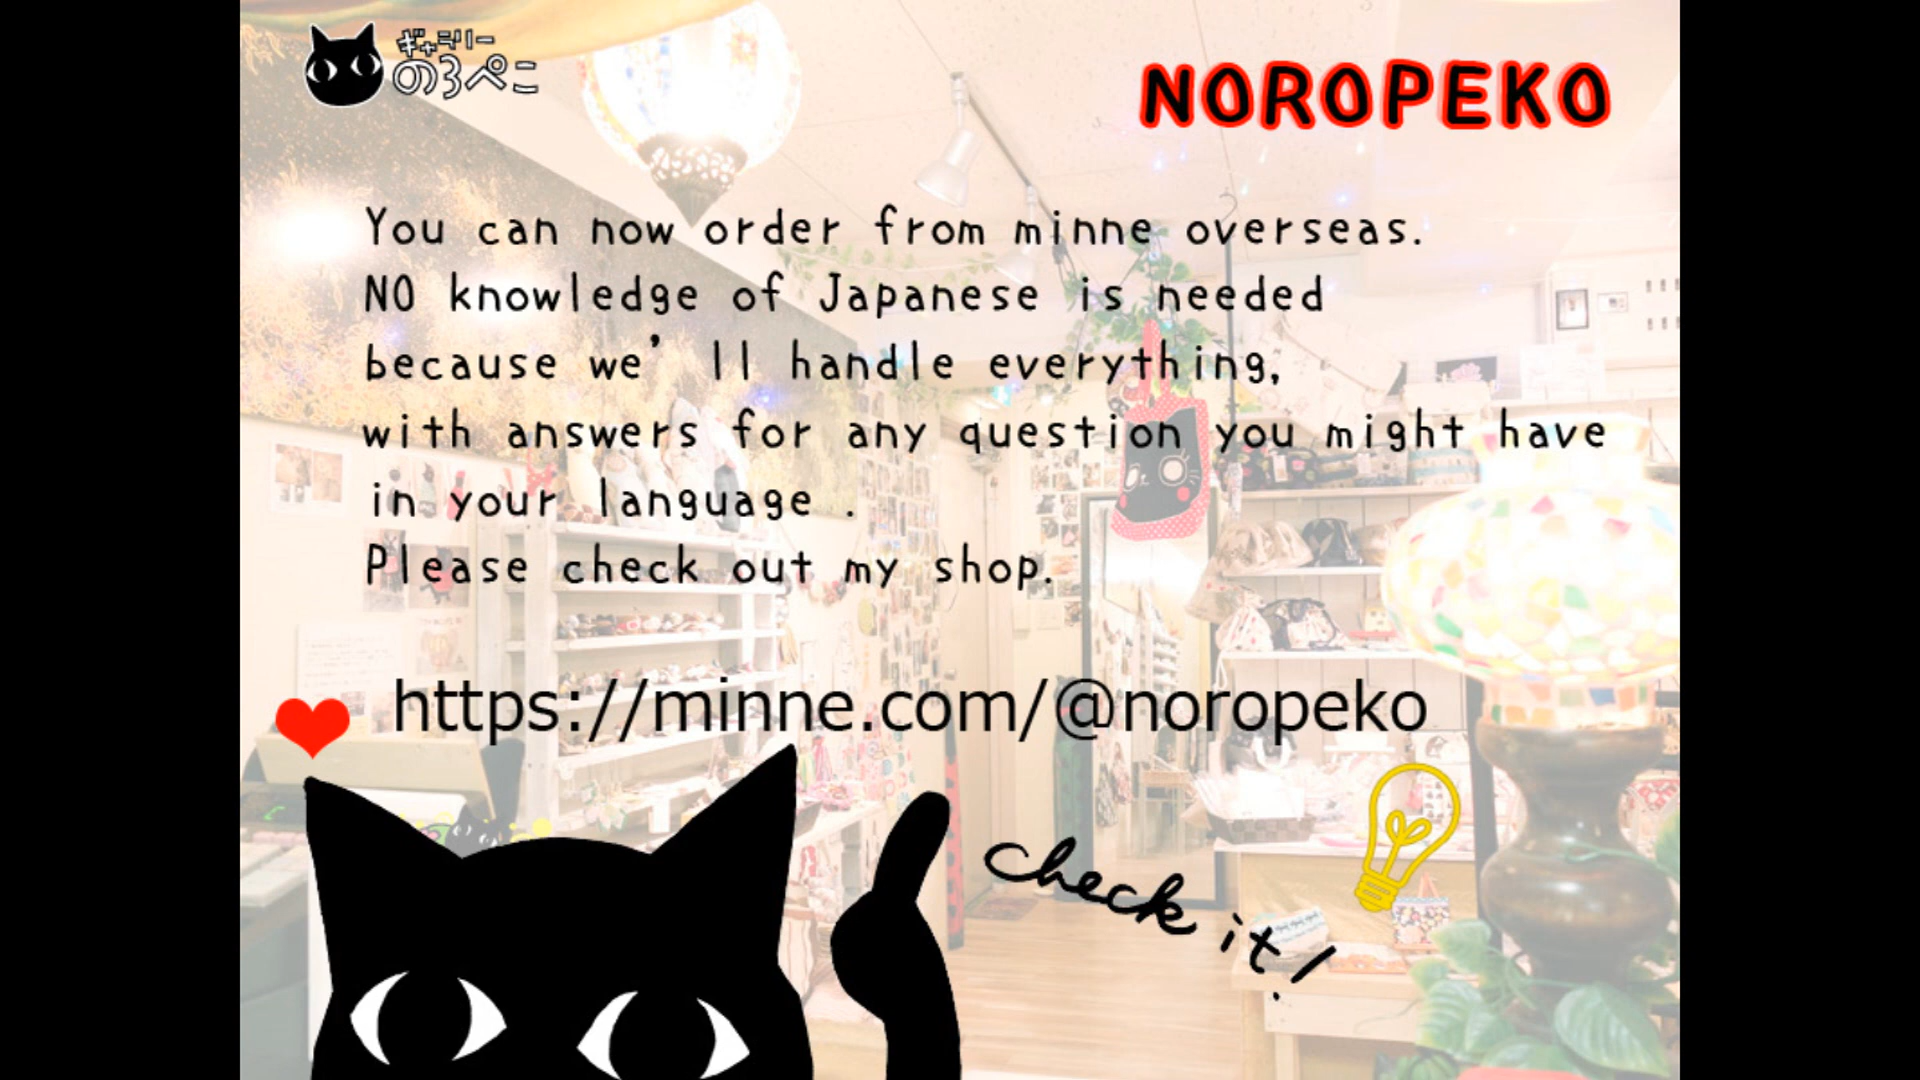 ギャラリー
のろぺこ
NOROPEKO
You can now order from minne overseas.
NO knowledge of Japanese is needed
because we’ll handle everything,
with answers for any question you might have
in your language .
Please check out my shop.
https://minne.com/@noropeko
check it!